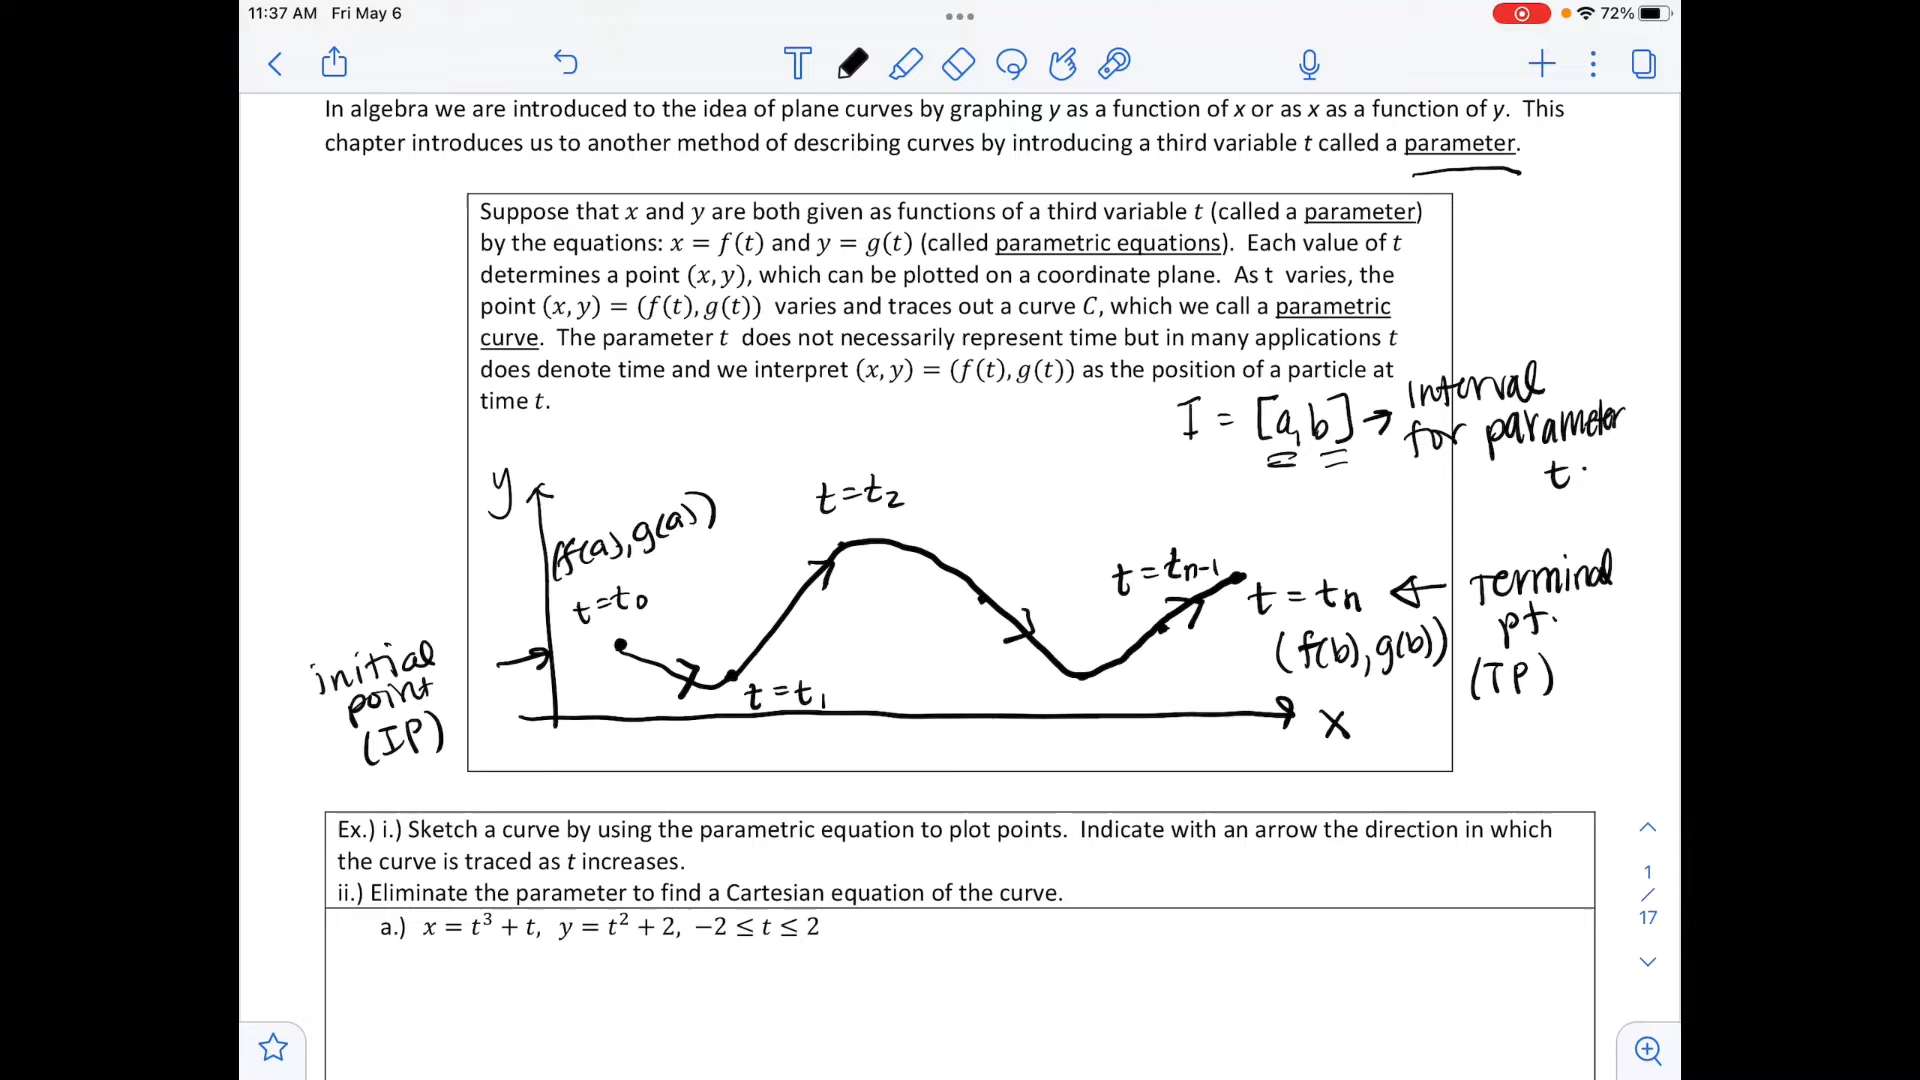 11:37 AM Fri May 6
72%
In algebra we are introduced to the idea of plane curves by graphing y as a function of x or as x as a function of y. This
chapter introduces us to another method of describing curves by introducing a third variable t called a parameter.
Suppose that x and y are both given as functions of a third variable t (called a parameter)
by the equations: x = f(t) and y = g(t) (called parametric equations). Each value of t
determines a point (x, y), which can be plotted on a coordinate plane. As t varies, the
point (x, y) = (f(t), g(t)) varies and traces out a curve C, which we call a parametric
curve. The parameter t does not necessarily represent time but in many applications t
does denote time and we interpret (x, y) = (f(t), g(t)) as the position of a particle at
time t.
I = [a, b] → Interval
for parameter
t.
y
(f(a), g(a))
t = t₀
t = t₂
t = tₙ₋₁
t = tₙ ← Terminal
pt.
(TP)
(f(b), g(b))
initial
point
(IP)
t = t₁
x
Ex.) i.) Sketch a curve by using the parametric equation to plot points. Indicate with an arrow the direction in which
the curve is traced as t increases.
ii.) Eliminate the parameter to find a Cartesian equation of the curve.
a.) x = t³ + t, y = t² + 2, −2 ≤ t ≤ 2
1
/
17